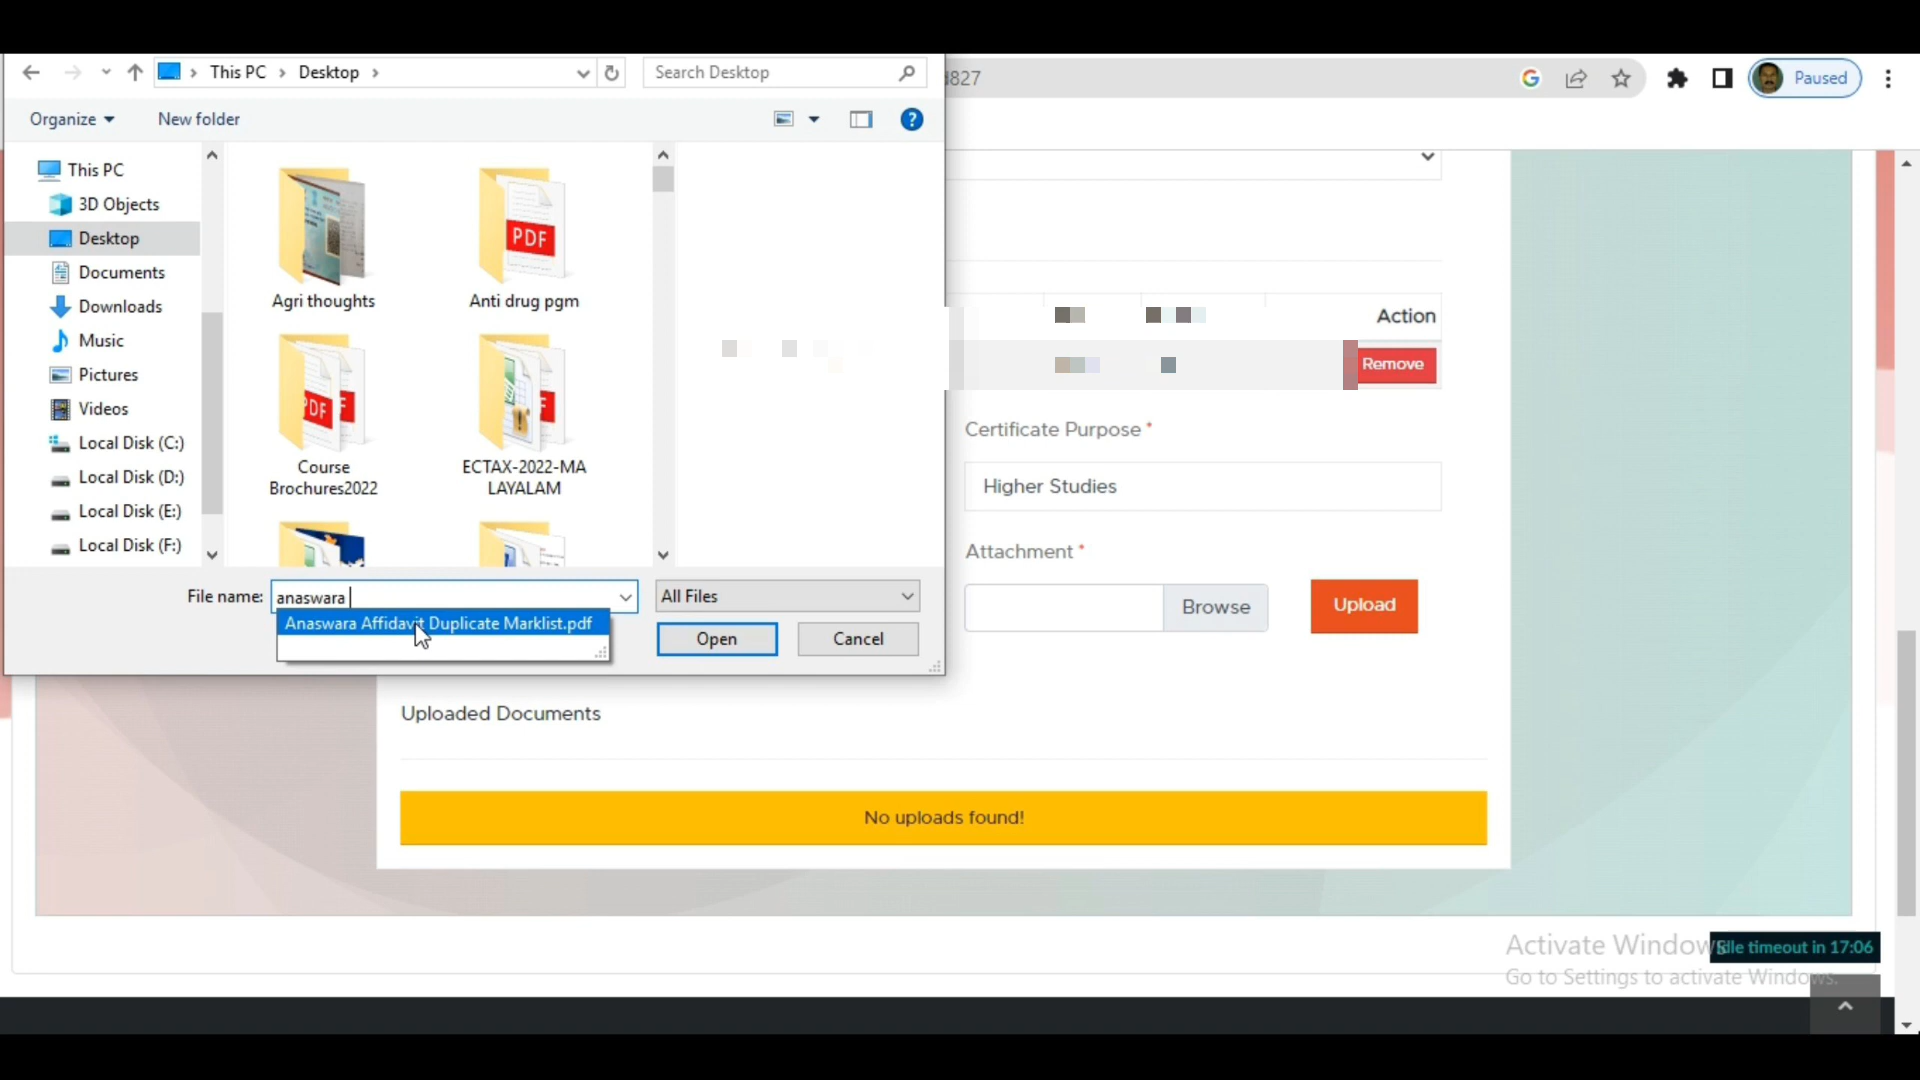 This PC
Desktop
Search Desktop
3827
Paused
Organize
New folder
?
This PC
3D Objects
Desktop
Documents
Downloads
Music
Pictures
Videos
Local Disk (C:)
Local Disk (D:)
Local Disk (E:)
Local Disk (F:)
PDF
Agri thoughts
Anti drug pgm
Course
Brochures2022
ECTAX-2022-MA
LAYALAM
Action
Remove
Certificate Purpose *
Higher Studies
Attachment *
Browse
Upload
File name:
anaswara
All Files
Anaswara Affidavit Duplicate Marklist.pdf
Open
Cancel
Uploaded Documents
No uploads found!
Activate Windows
Idle timeout in 17:06
Go to Settings to activate Windows.